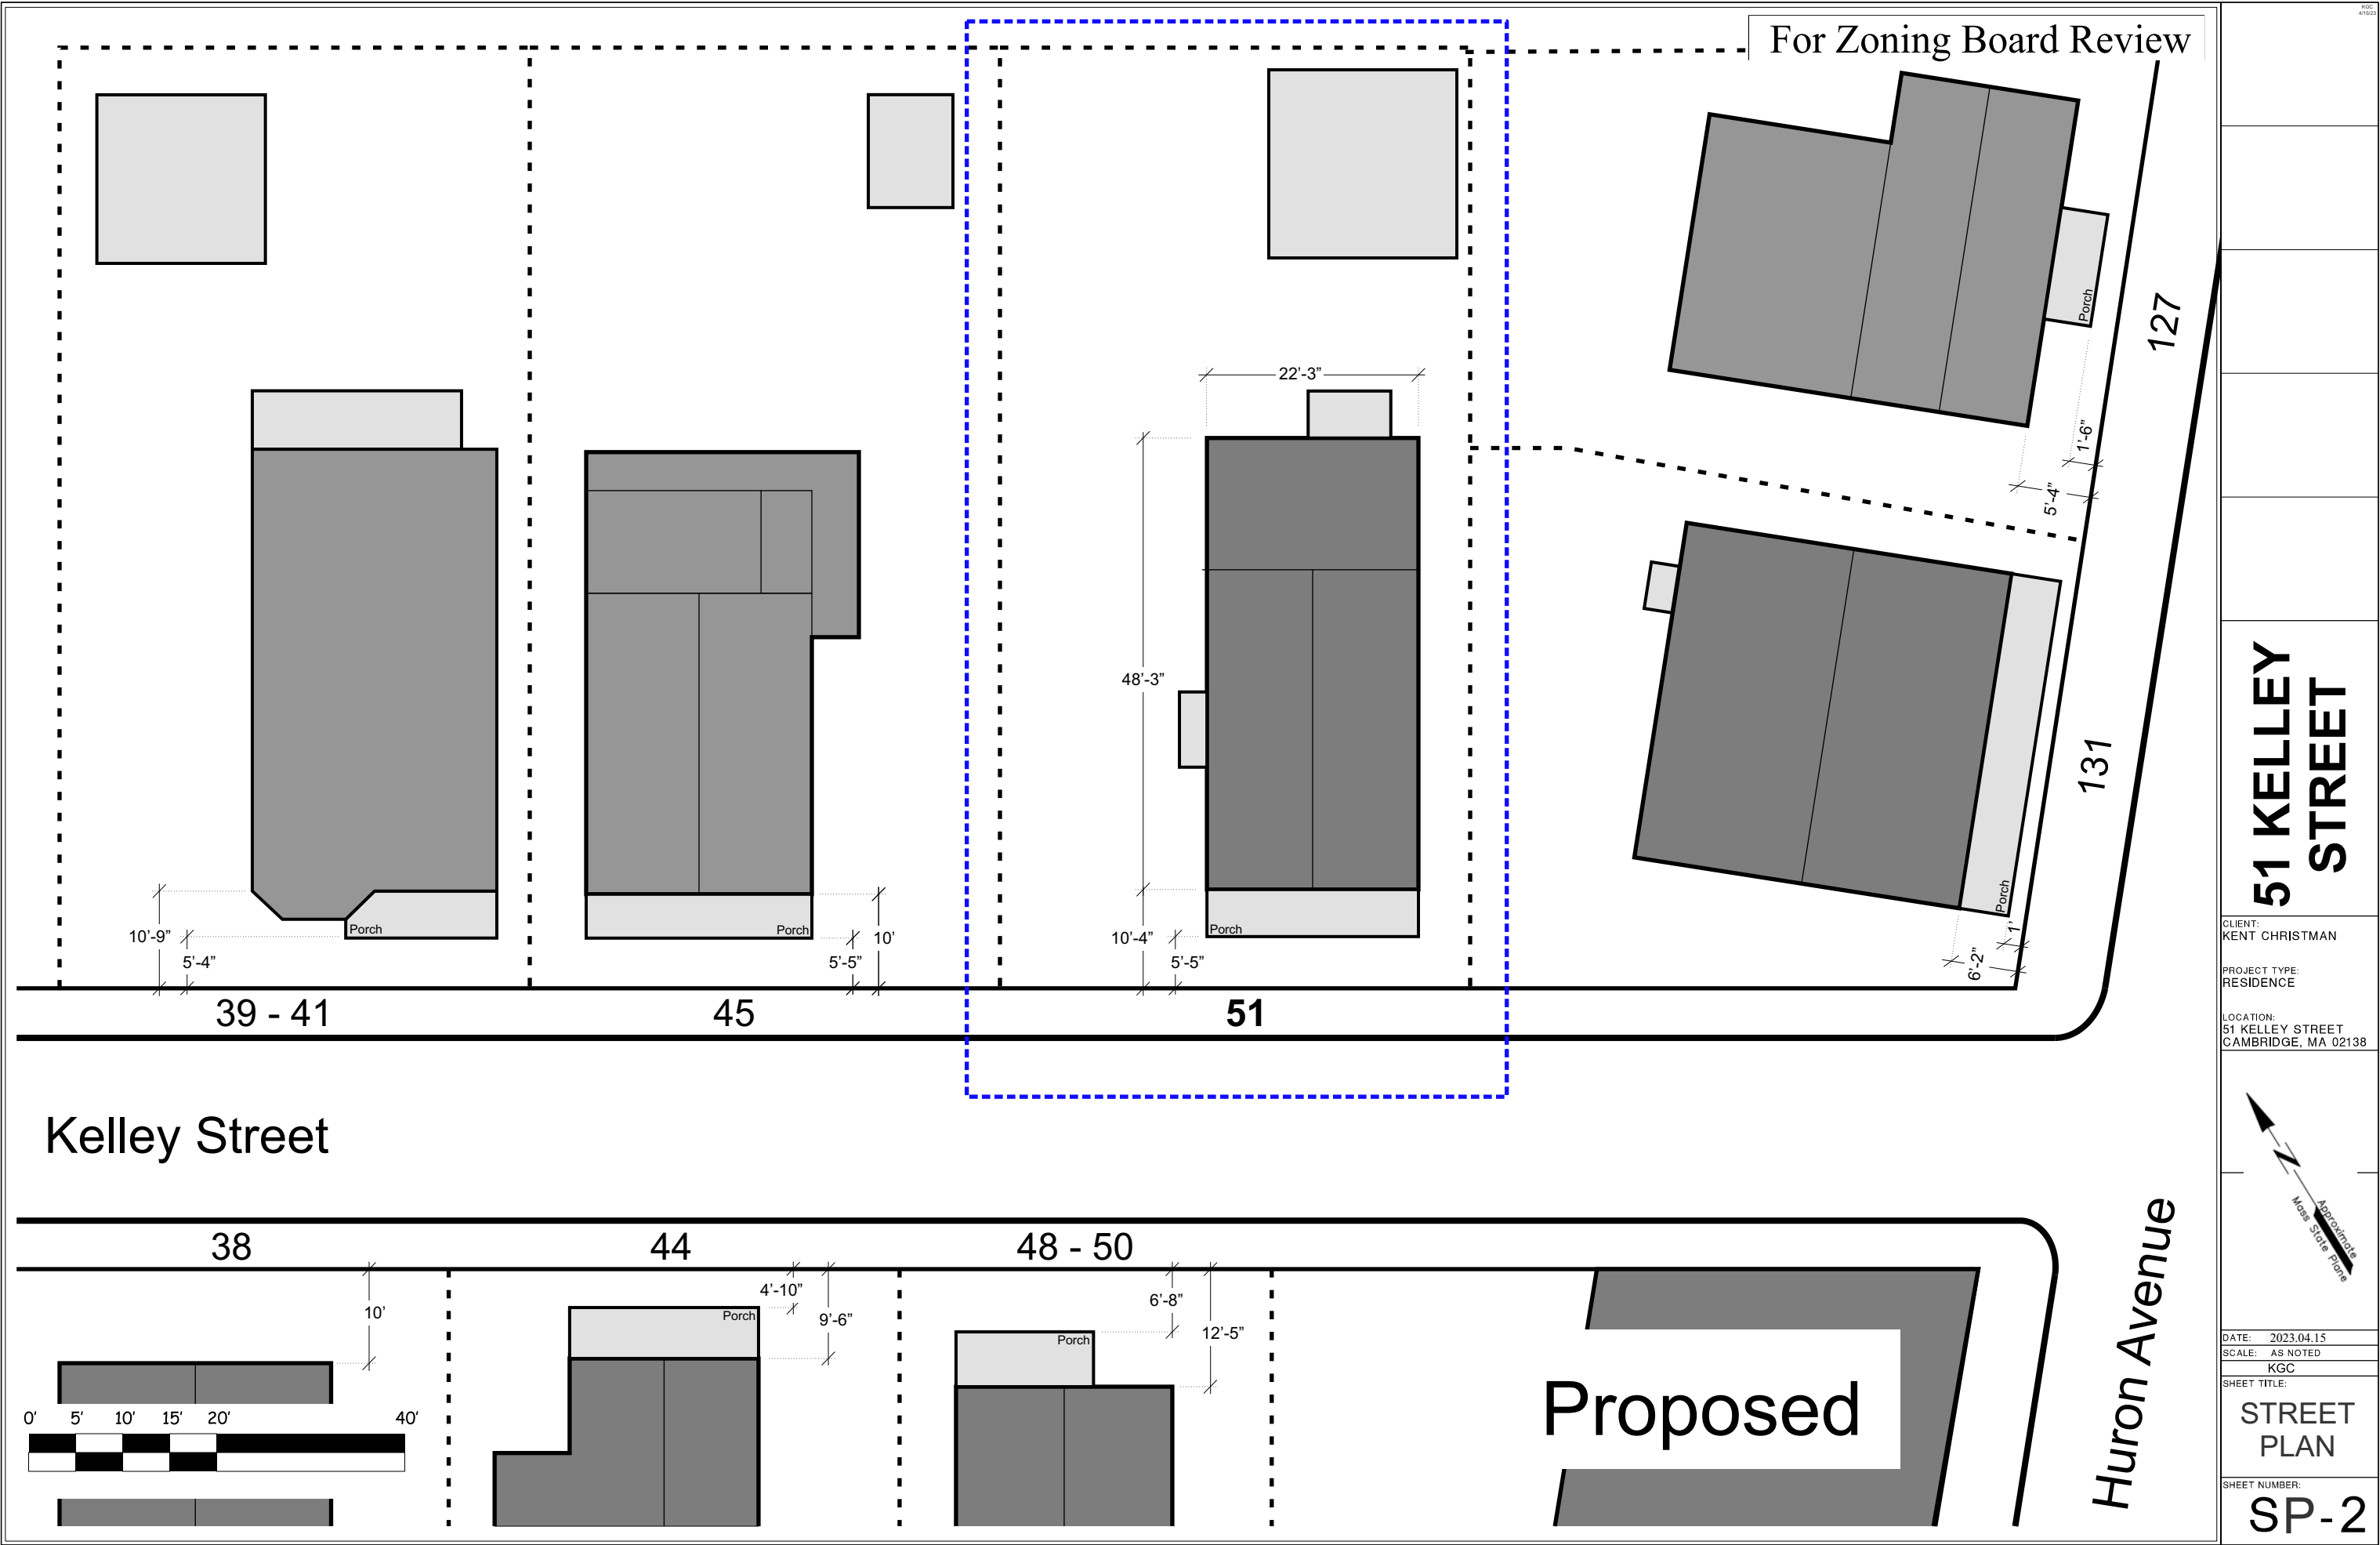 KGC
4/15/23
For Zoning Board Review
127
Porch
1'-6"
5'-4"
22'-3"
48'-3"
131
Porch
1'
6'-2"
Porch
10'-9"
5'-4"
Porch
5'-5"
10'
Porch
10'-4"
5'-5"
39 - 41
45
51
Kelley Street
38
44
48 - 50
10'
4'-10"
9'-6"
Porch
6'-8"
12'-5"
Porch
0'
5'
10'
15'
20'
40'
Proposed
Huron Avenue
51 KELLEY
STREET
CLIENT:
KENT CHRISTMAN
PROJECT TYPE:
RESIDENCE
LOCATION:
51 KELLEY STREET
CAMBRIDGE, MA 02138
N
Approximate
Mass State Plane
DATE: 2023.04.15
SCALE: AS NOTED
KGC
SHEET TITLE:
STREET
PLAN
SHEET NUMBER:
SP-2